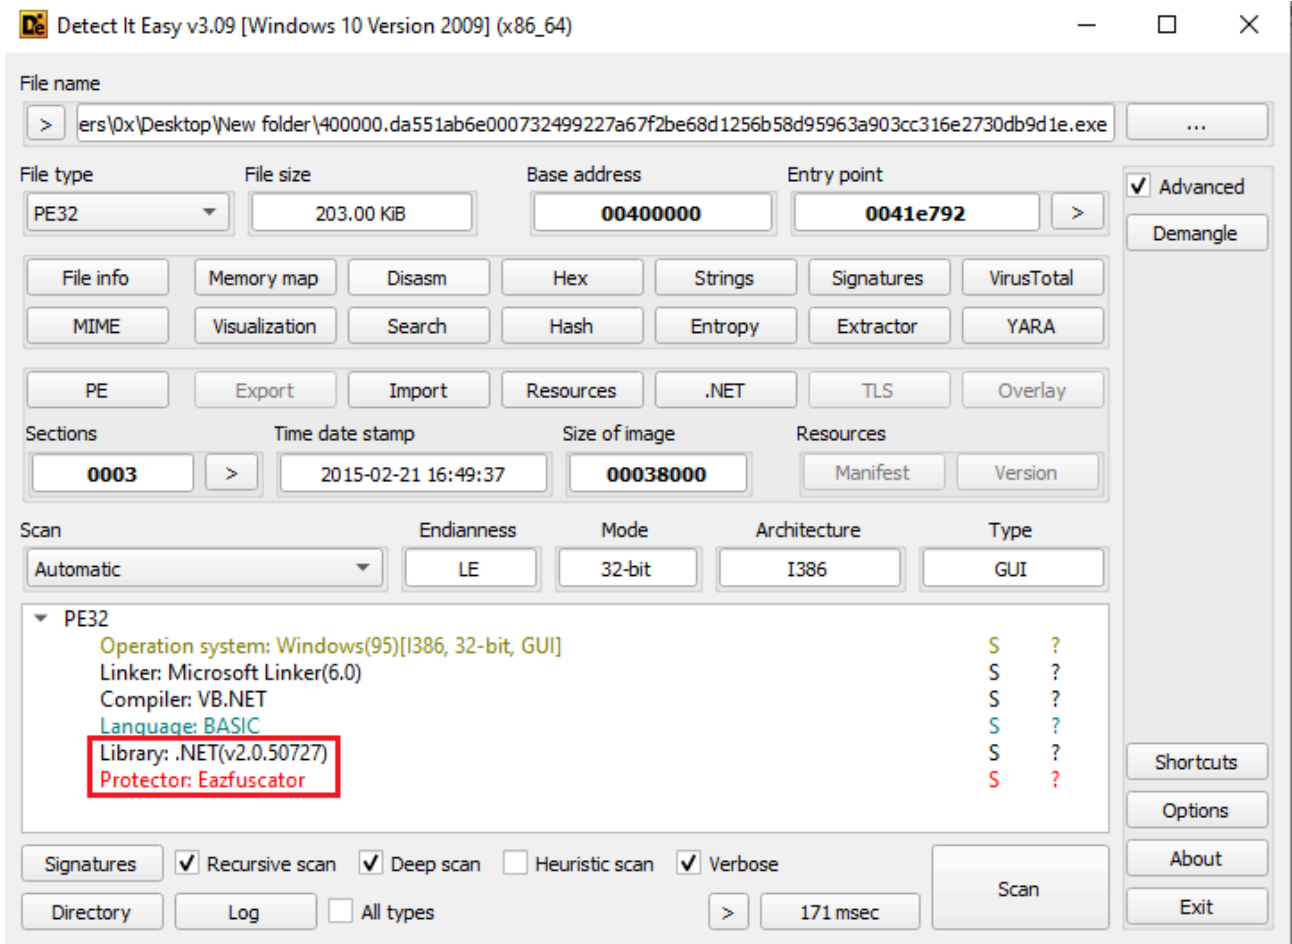 Detect It Easy v3.09 [Windows 10 Version 2009] (x86_64)
File name
> ers\0x\Desktop\New folder\400000.da551ab6e000732499227a67f2be68d1256b58d95963a903cc316e2730db9d1e.exe ...
File type File size Base address Entry point
Advanced
PE32 203.00 KiB 00400000 0041e792 >
Demangle
File info Memory map Disasm Hex Strings Signatures VirusTotal
MIME Visualization Search Hash Entropy Extractor YARA
PE Export Import Resources .NET TLS Overlay
Sections Time date stamp Size of image Resources
0003 > 2015-02-21 16:49:37 00038000 Manifest Version
Scan Endianness Mode Architecture Type
Automatic LE 32-bit I386 GUI
PE32
Operation system: Windows(95)[I386, 32-bit, GUI] S ?
Linker: Microsoft Linker(6.0) S ?
Compiler: VB.NET S ?
Language: BASIC S ?
Library: .NET(v2.0.50727) S ?
Protector: Eazfuscator S ?
Shortcuts
Options
Signatures Recursive scan Deep scan Heuristic scan Verbose
Scan
About
Directory Log All types > 171 msec
Exit